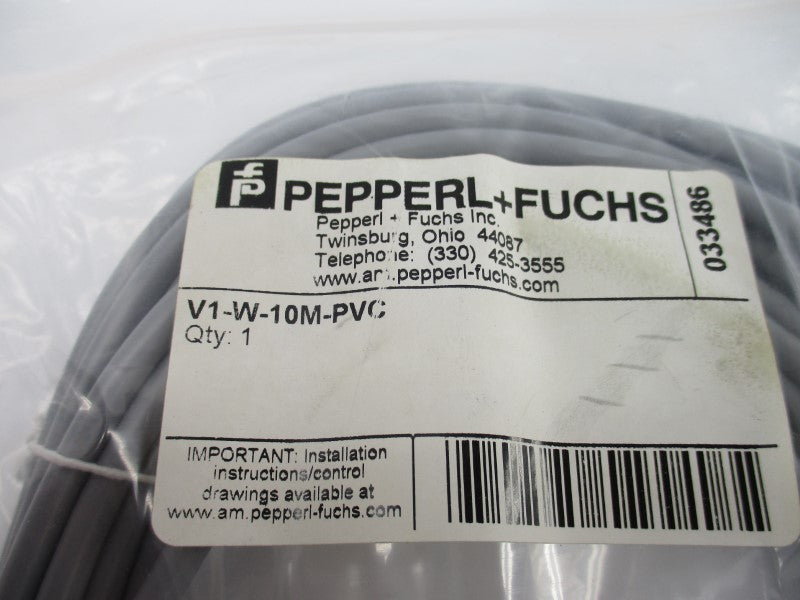 PEPPERL+FUCHS
Pepperl + Fuchs Inc.
Twinsburg, Ohio 44087
Telephone: (330) 425-3555
www.am.pepperl-fuchs.com
033486
V1-W-10M-PVC
Qty: 1
IMPORTANT: Installation
instructions/control
drawings available at
www.am.pepperl-fuchs.com